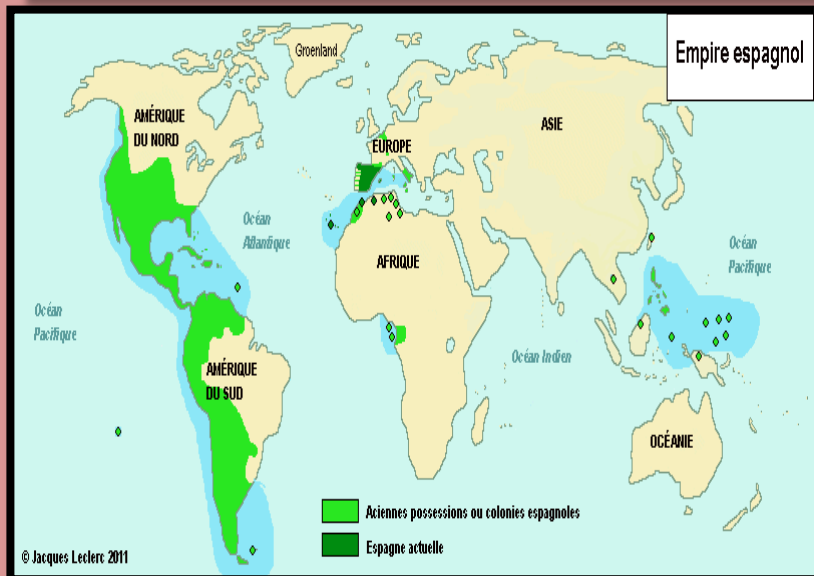 Empire espagnol
Groenland
AMÉRIQUE
DU NORD
EUROPE
ASIE
Océan
Atlantique
Océan
Pacifique
AFRIQUE
Océan
Pacifique
Océan Indien
AMÉRIQUE
DU SUD
OCÉANIE
Aciennes possessions ou colonies espagnoles
Espagne actuelle
© Jacques Leclerc 2011